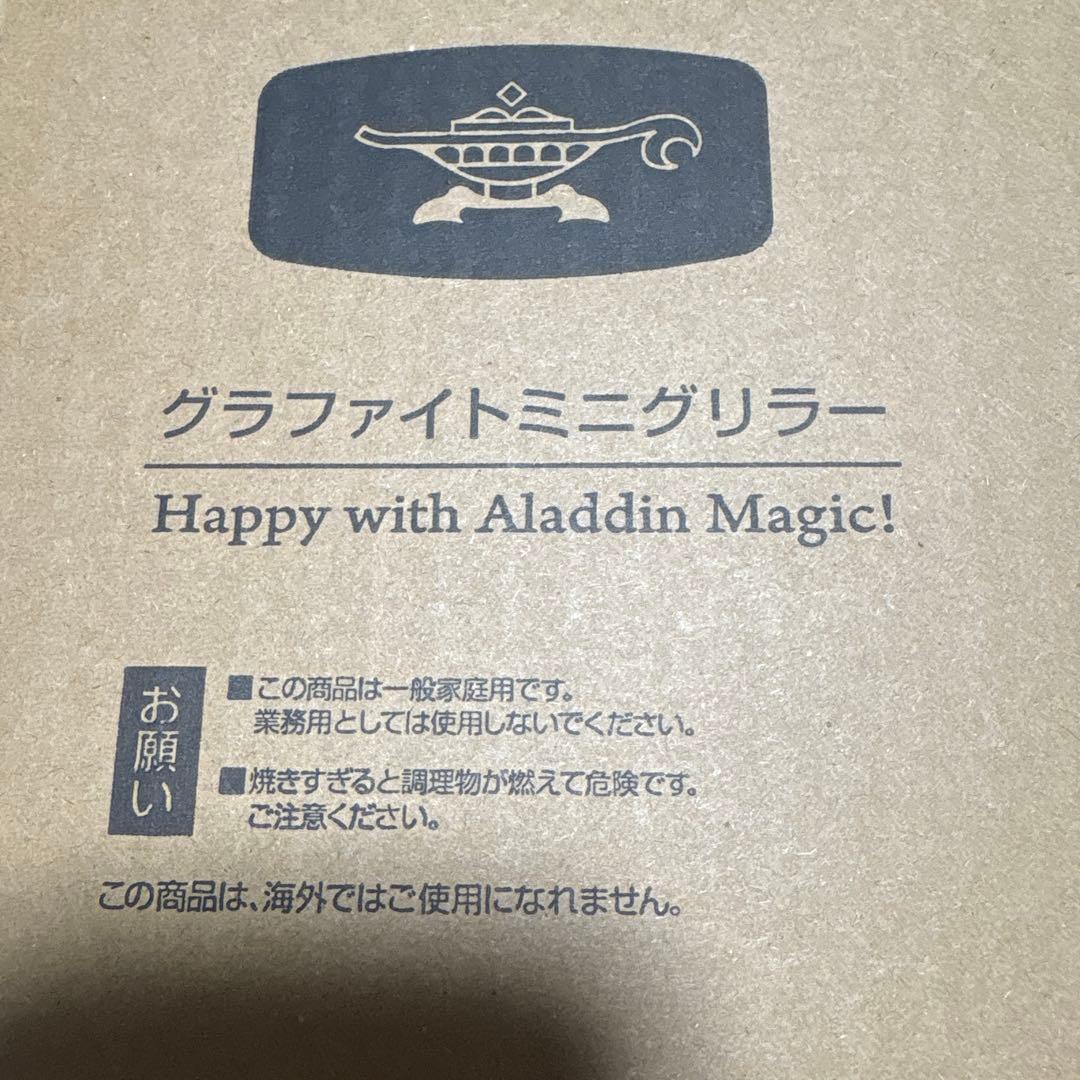 グラファイトミニグリラー
Happy with Aladdin Magic!
お願い
■この商品は一般家庭用です。
業務用としては使用しないでください。
■焼きすぎると調理物が燃えて危険です。
ご注意ください。
この商品は、海外ではご使用になれません。